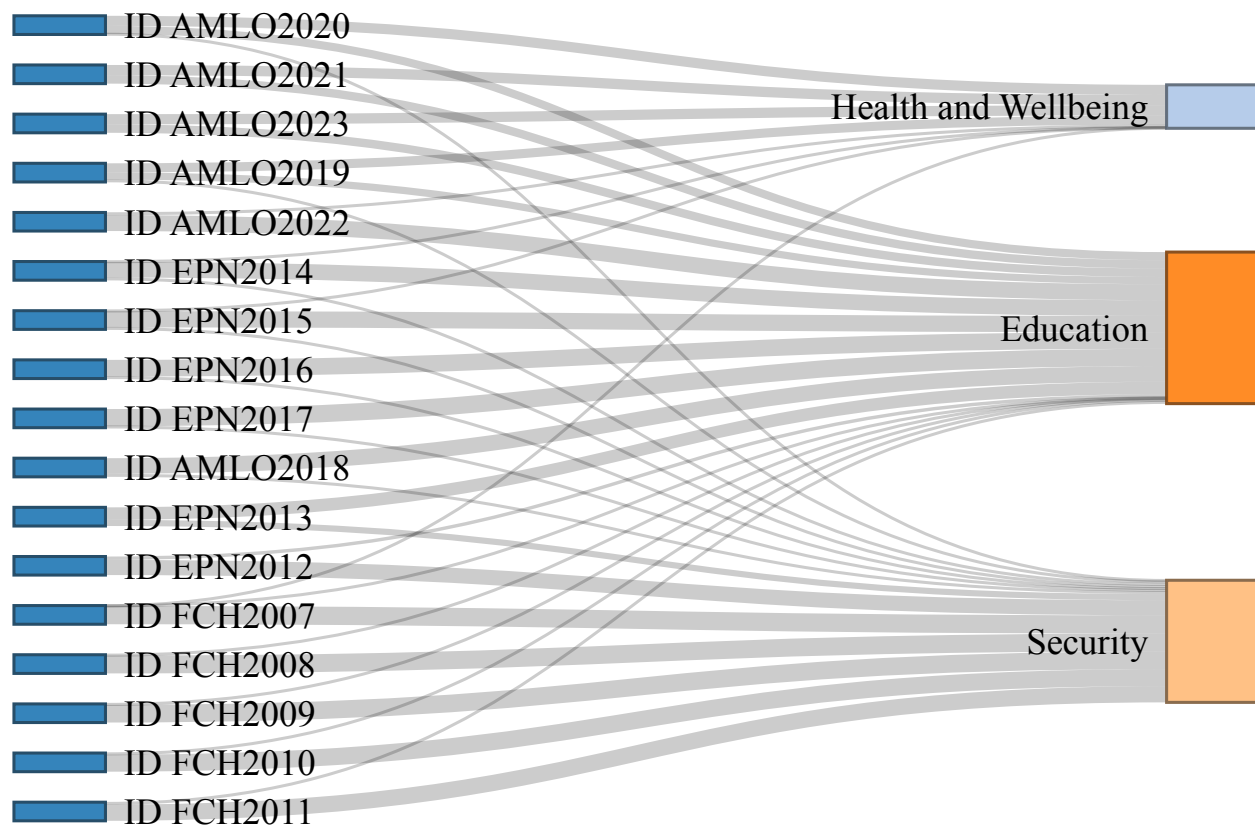 ID AMLO2020
ID AMLO2021
ID AMLO2023
ID AMLO2019
ID AMLO2022
ID EPN2014
ID EPN2015
ID EPN2016
ID EPN2017
ID AMLO2018
ID EPN2013
ID EPN2012
ID FCH2007
ID FCH2008
ID FCH2009
ID FCH2010
ID FCH2011
Health and Wellbeing
Education
Security